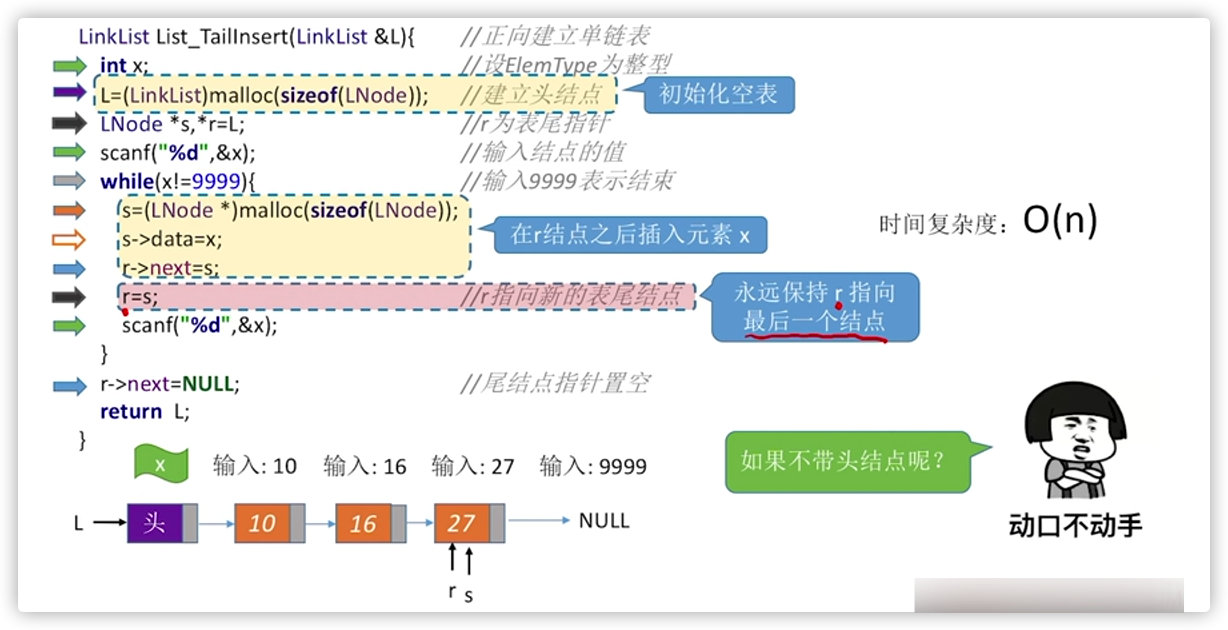 LinkList List_TailInsert(LinkList &L){ //正向建立单链表
int x; //设ElemType为整型
L=(LinkList)malloc(sizeof(LNode)); //建立头结点
初始化空表
LNode *s,*r=L; //r为表尾指针
scanf("%d",&x); //输入结点的值
while(x!=9999){ //输入9999表示结束
s=(LNode *)malloc(sizeof(LNode));
s->data=x;
r->next=s;
在r结点之后插入元素 x
时间复杂度：O(n)
r=s; //r指向新的表尾结点
永远保持 r 指向
最后一个结点
scanf("%d",&x);
}
r->next=NULL; //尾结点指针置空
return L;
}
x 输入: 10 输入: 16 输入: 27 输入: 9999
L 头 10 16 27 NULL
r s
如果不带头结点呢？
动口不动手